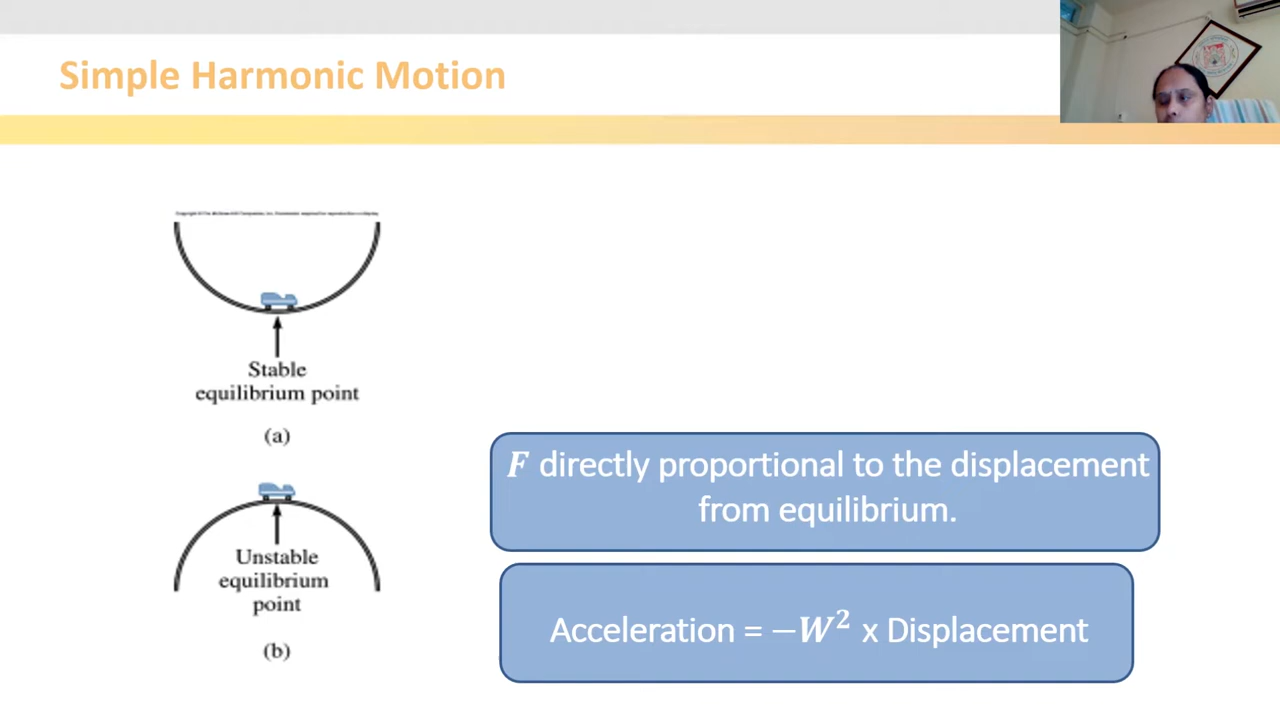 Simple Harmonic Motion
Stable
equilibrium point
(a)
Unstable
equilibrium
point
(b)
F directly proportional to the displacement
from equilibrium.
Acceleration = −W² x Displacement